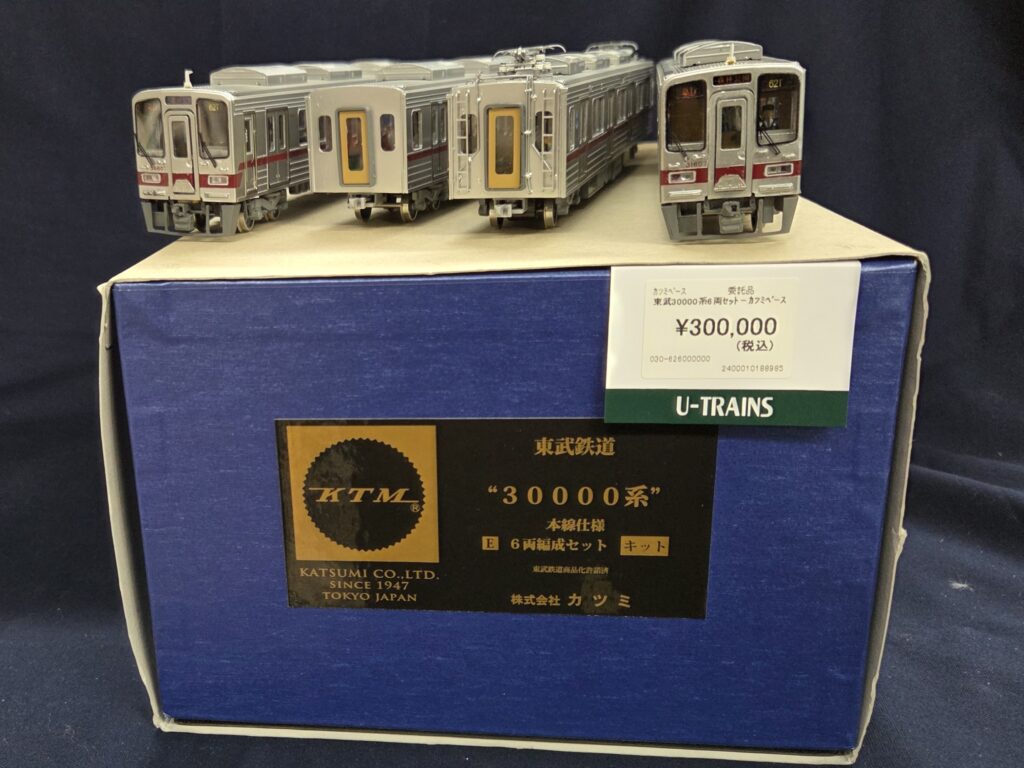 621
31607
カツミベース 委託品
東武30000系6両セット-カツミベース
¥300,000
(税込)
030-626000000
2400010188985
U-TRAINS
KTM
®
KATSUMI CO.,LTD.
SINCE 1947
TOKYO JAPAN
東武鉄道
“30000系”
本線仕様
E 6両編成セット キット
東武鉄道商品化許諾済
株式会社 カツミ